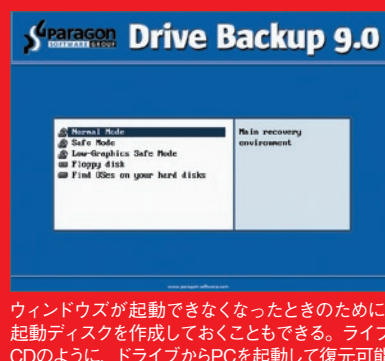 Paragon
SOFTWARE GROUP
Drive Backup 9.0
Normal Mode
Safe Mode
Low-Graphics Safe Mode
Floppy disk
Find OSes on your hard disks
Main recovery
environment
www.paragon-software.com
ウィンドウズが起動できなくなったときのために
起動ディスクを作成しておくこともできる。ライブ
CDのように、ドライブからPCを起動して復元可能